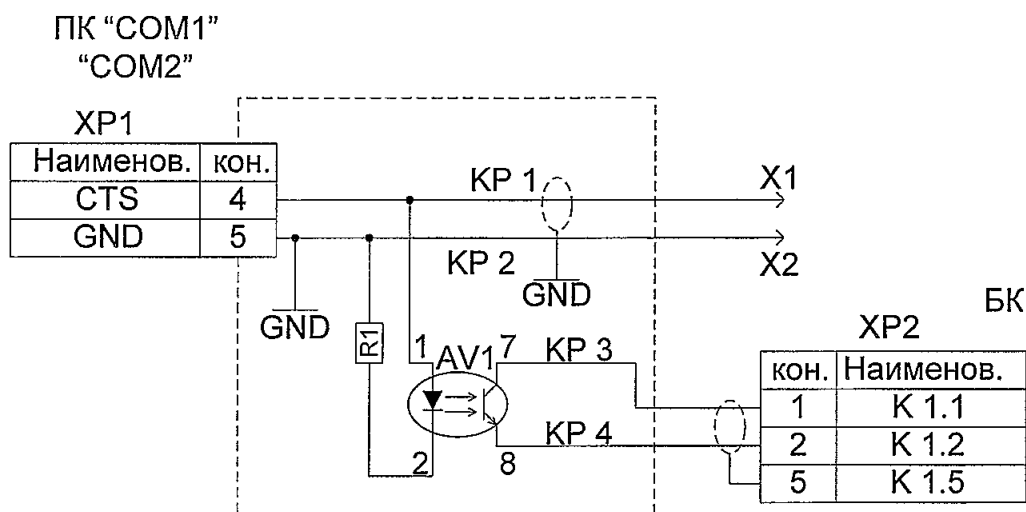 ПК “COM1”
“COM2”
XP1
Наименов. кон.
CTS 4
GND 5
KP 1
X1
KP 2
X2
GND
GND
R1
1 AV1 7 KP 3
2 8 KP 4
БК
XP2
кон. Наименов.
1 K 1.1
2 K 1.2
5 K 1.5